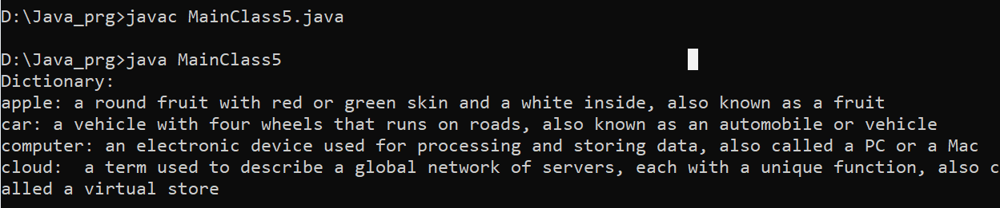 D:\Java_prg>javac MainClass5.java
D:\Java_prg>java MainClass5
Dictionary:
apple: a round fruit with red or green skin and a white inside, also known as a fruit
car: a vehicle with four wheels that runs on roads, also known as an automobile or vehicle
computer: an electronic device used for processing and storing data, also called a PC or a Mac
cloud:  a term used to describe a global network of servers, each with a unique function, also c
alled a virtual store